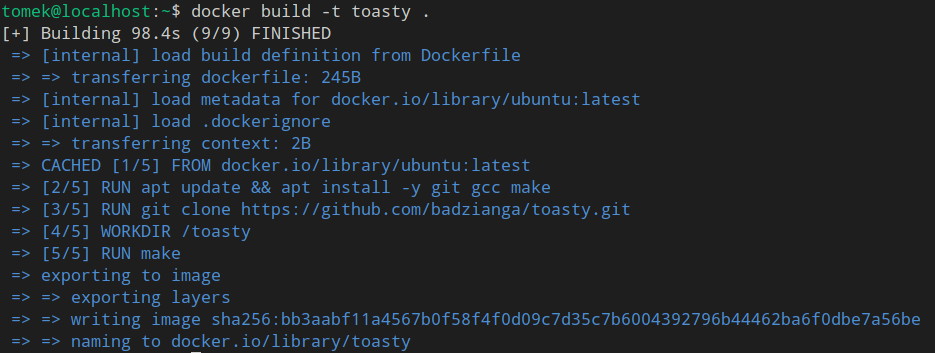 tomek@localhost:~$ docker build -t toasty .
[+] Building 98.4s (9/9) FINISHED
=> [internal] load build definition from Dockerfile
=> => transferring dockerfile: 245B
=> [internal] load metadata for docker.io/library/ubuntu:latest
=> [internal] load .dockerignore
=> => transferring context: 2B
=> CACHED [1/5] FROM docker.io/library/ubuntu:latest
=> [2/5] RUN apt update && apt install -y git gcc make
=> [3/5] RUN git clone https://github.com/badzianga/toasty.git
=> [4/5] WORKDIR /toasty
=> [5/5] RUN make
=> exporting to image
=> => exporting layers
=> => writing image sha256:bb3aabf11a4567b0f58f4f0d09c7d35c7b6004392796b44462ba6f0dbe7a56be
=> => naming to docker.io/library/toasty